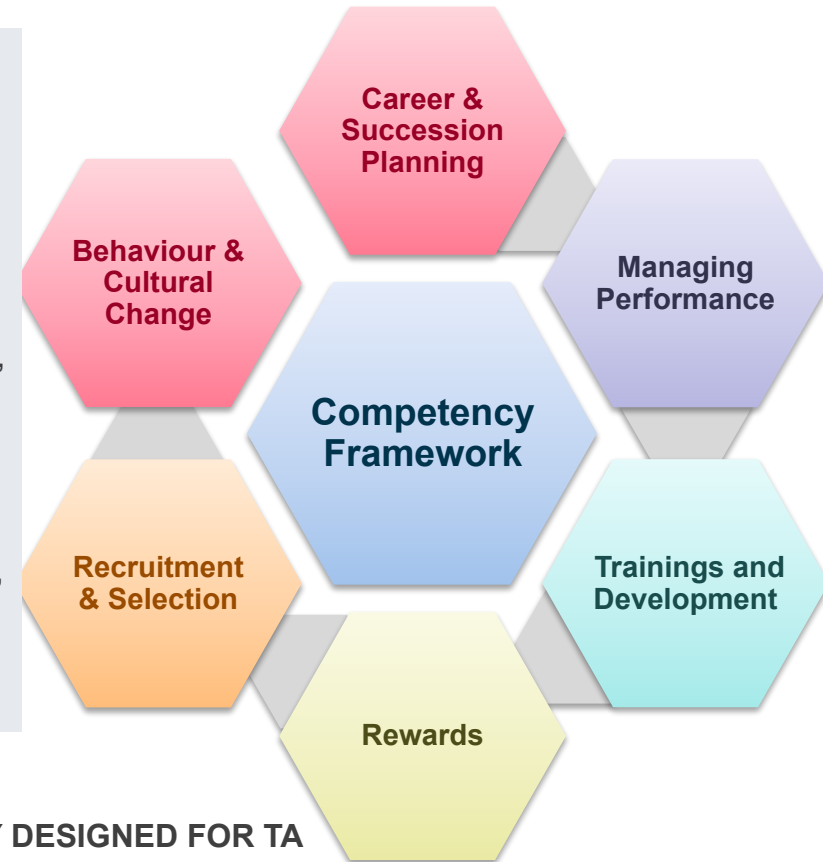 Career &
Succession
Planning
Behaviour &
Cultural
Change
Managing
Performance
Competency
Framework
Recruitment
& Selection
Trainings and
Development
Rewards
DESIGNED FOR TA